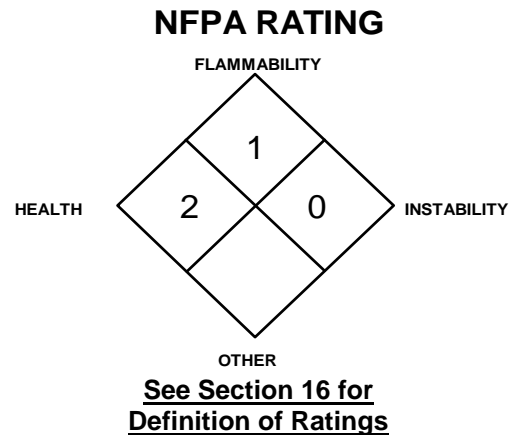 NFPA RATING
FLAMMABILITY
1
HEALTH 2 0 INSTABILITY
OTHER
See Section 16 for
Definition of Ratings